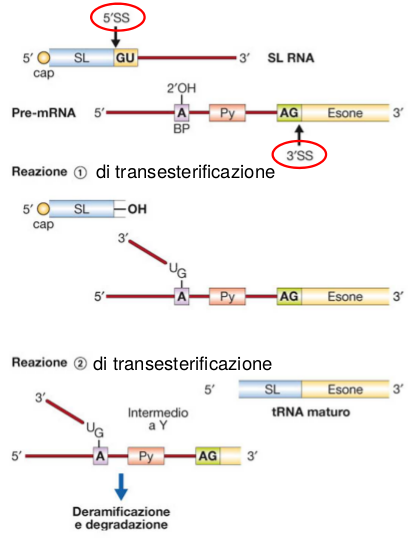 5'SS
5' SL GU 3' SL RNA
cap
2'OH
Pre-mRNA 5' A Py AG Esone 3'
BP
3'SS
Reazione ① di transesterificazione
5' SL OH
cap
3'
U
G
5' A Py AG Esone 3'
Reazione ② di transesterificazione
5' SL Esone 3'
tRNA maturo
3'
Intermedio
a Y
U
G
5' A Py AG 3'
Deramificazione
e degradazione